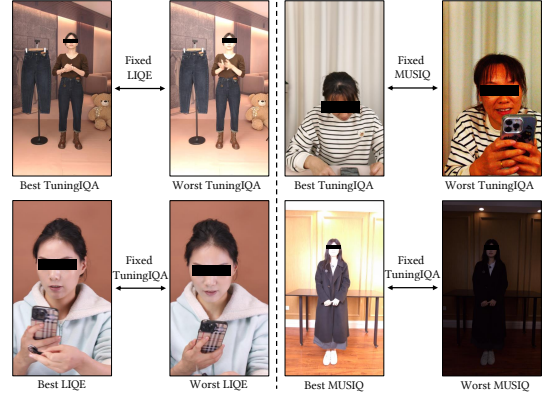 Fixed
LIQE
Best TuningIQA
Worst TuningIQA
Fixed
MUSIQ
Best TuningIQA
Worst TuningIQA
Fixed
TuningIQA
Best LIQE
Worst LIQE
Fixed
TuningIQA
Best MUSIQ
Worst MUSIQ